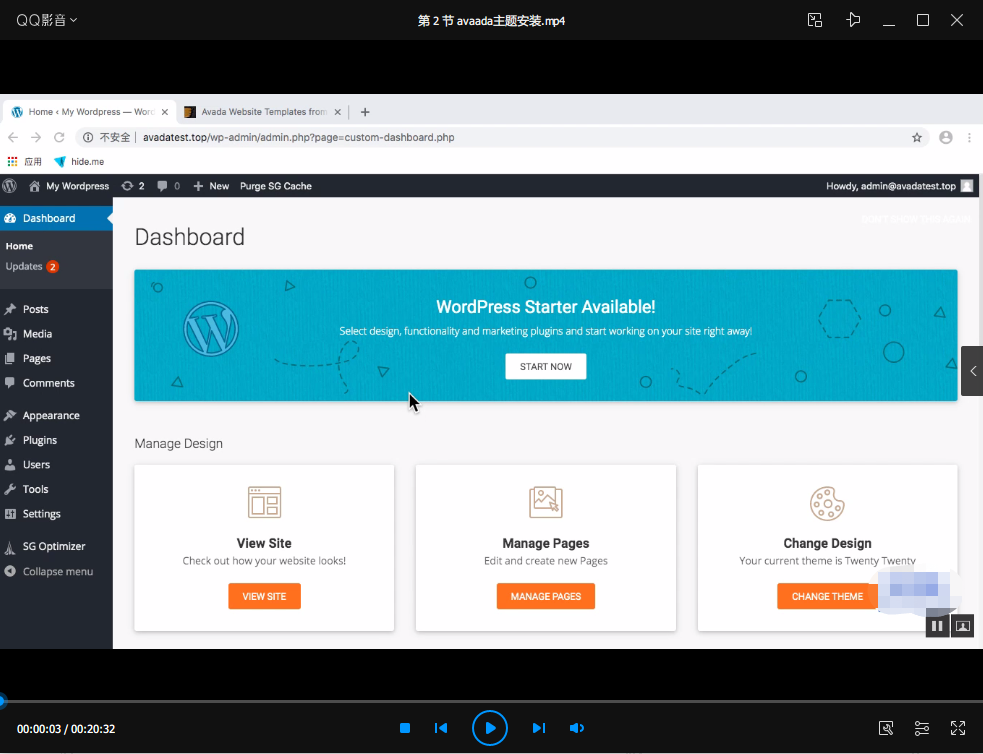 QQ影音
第 2 节 avaada主题安装.mp4
Home ‹ My Wordpress — Word
Avada Website Templates from
不安全
avadatest.top/wp-admin/admin.php?page=custom-dashboard.php
应用
hide.me
My Wordpress
2
0
New
Purge SG Cache
Howdy, admin@avadatest.top
Dashboard
Home
Updates 2
Posts
Media
Pages
Comments
Appearance
Plugins
Users
Tools
Settings
SG Optimizer
Collapse menu
Dashboard
WordPress Starter Available!
Select design, functionality and marketing plugins and start working on your site right away!
START NOW
Manage Design
View Site
Check out how your website looks!
VIEW SITE
Manage Pages
Edit and create new Pages
MANAGE PAGES
Change Design
Your current theme is Twenty Twenty
CHANGE THEME
00:00:03 / 00:20:32